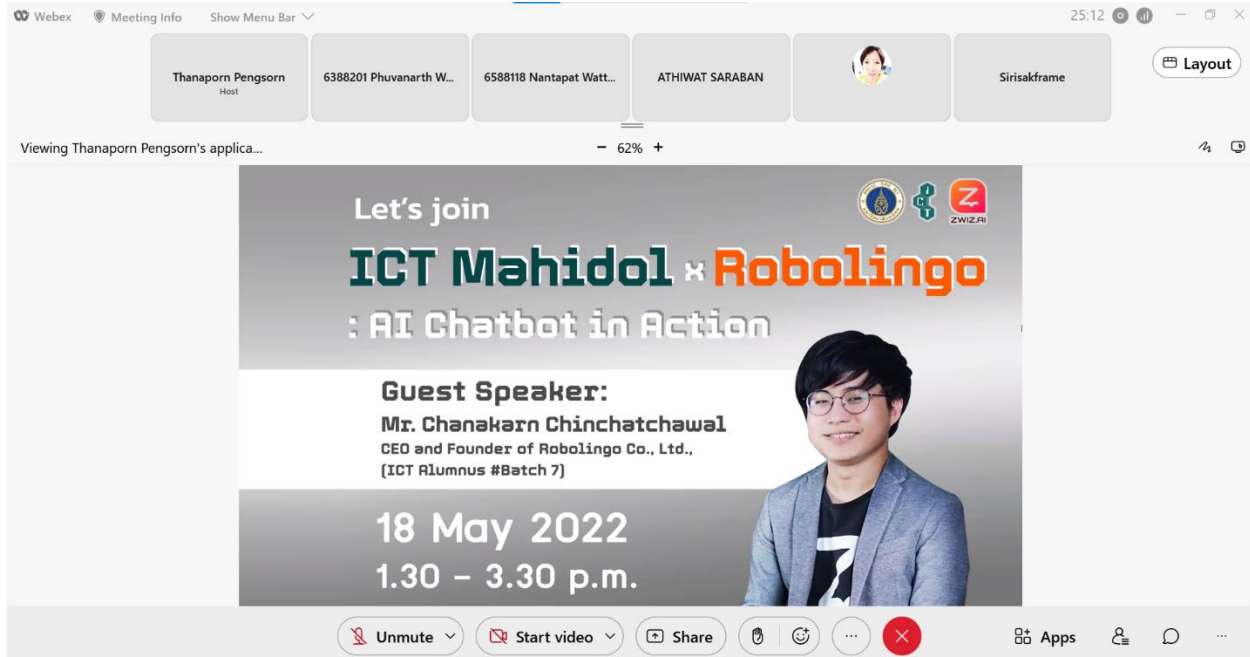 Webex
Meeting Info
Show Menu Bar
25:12
Thanaporn Pengsorn
Host
6388201 Phuvanarth W...
6588118 Nantapat Watt...
ATHIWAT SARABAN
Sirisakframe
Layout
Viewing Thanaporn Pengsorn's applica...
− 62% +
Let's join
ICT
ZWIZ.AI
ICT Mahidol x Robolingo
: AI Chatbot in Action
Guest Speaker:
Mr. Chanakarn Chinchatchawal
CEO and Founder of Robolingo Co., Ltd.,
(ICT Alumnus #Batch 7)
18 May 2022
1.30 – 3.30 p.m.
Unmute
Start video
Share
Apps